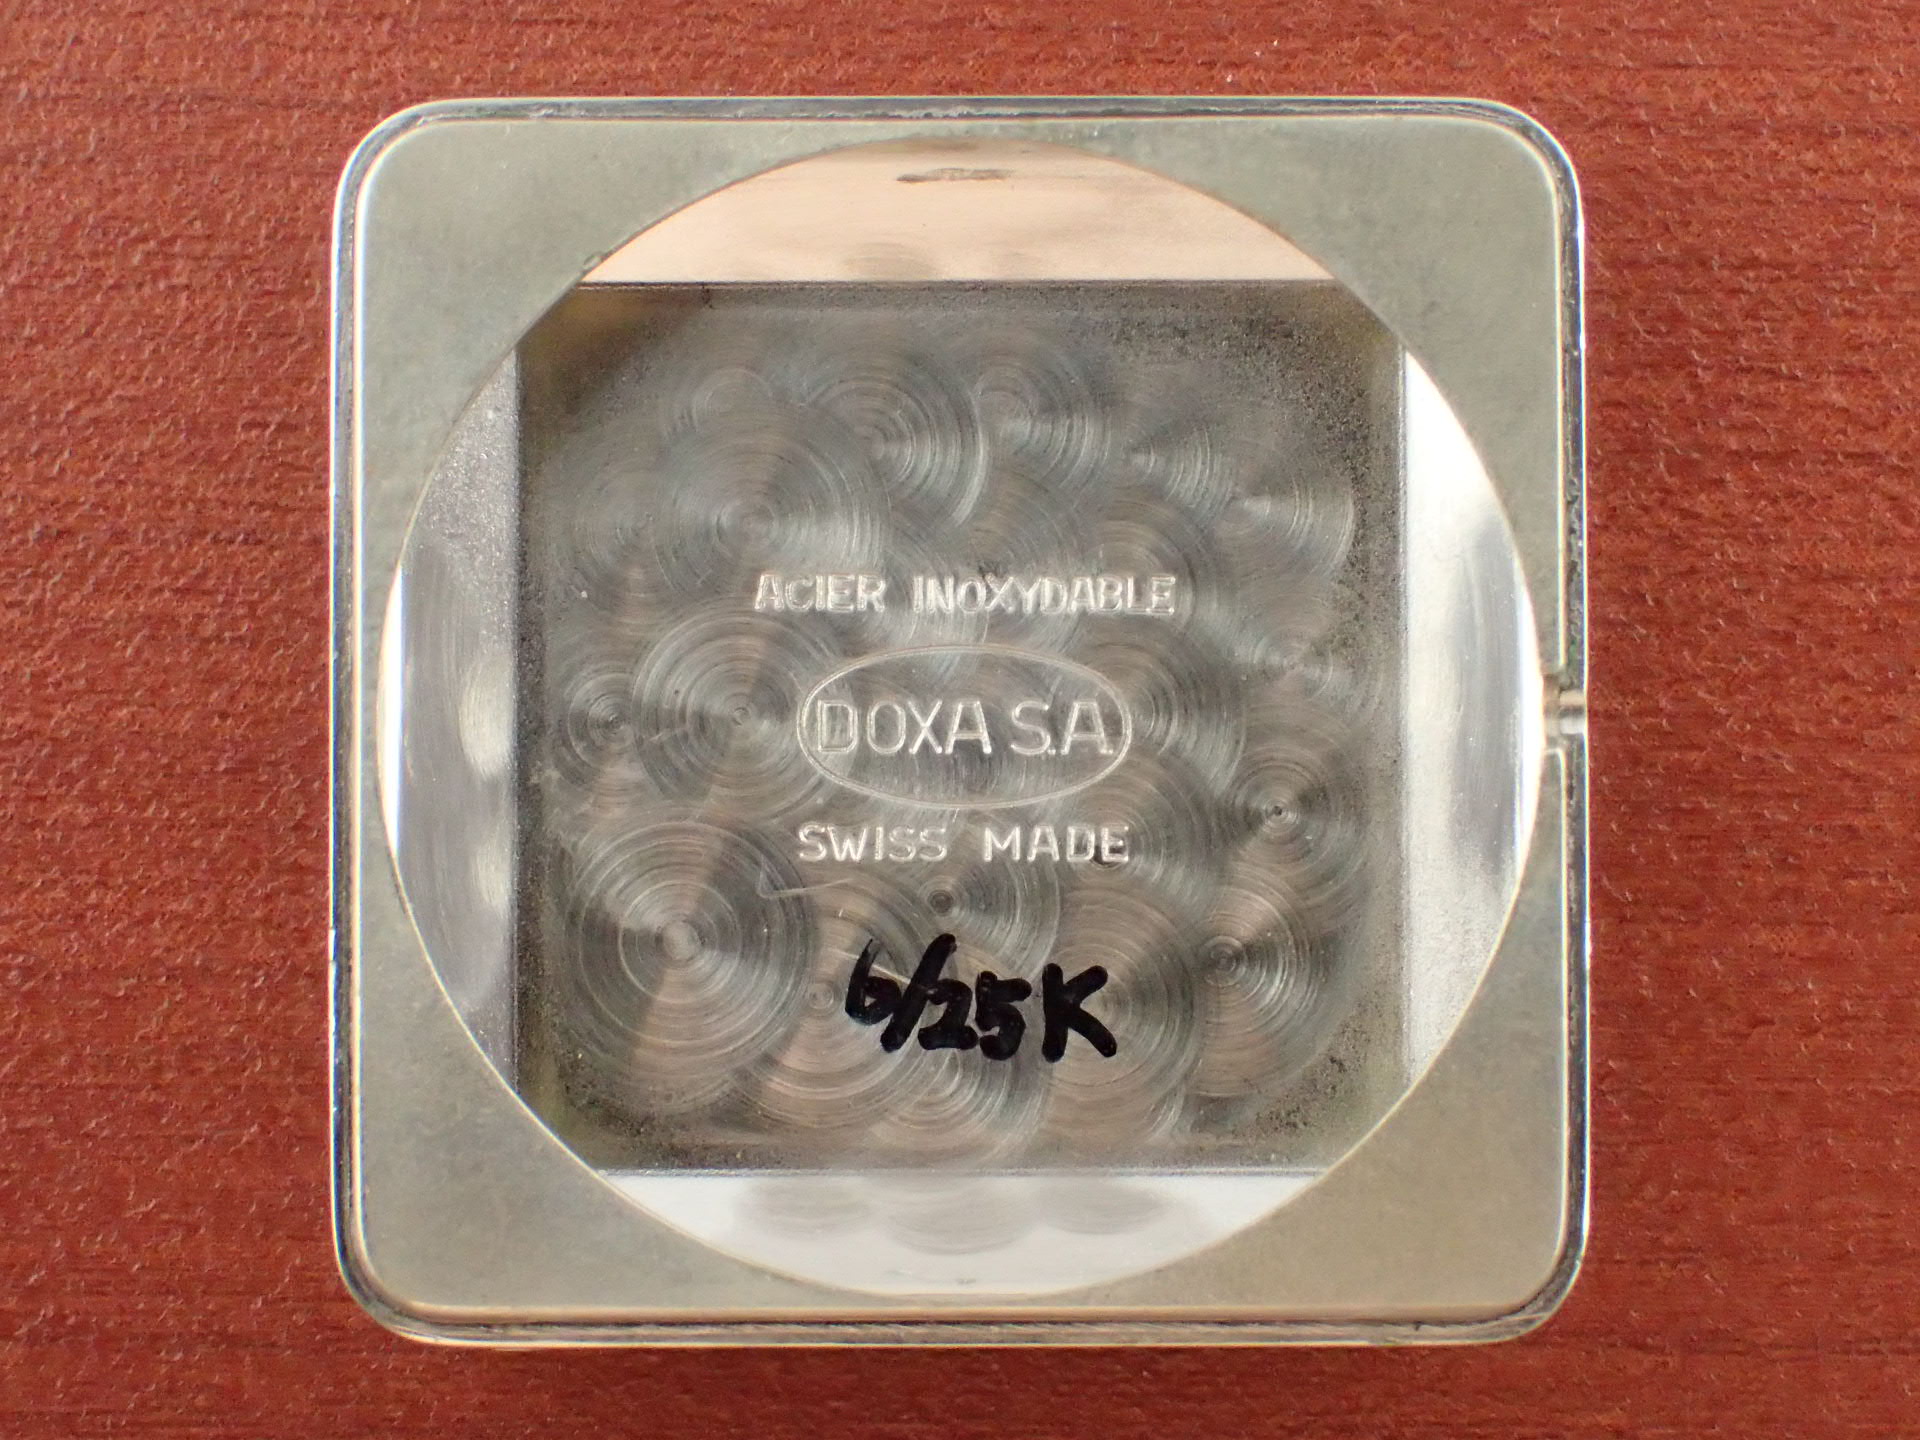 ACIER INOXYDABLE
DOXA S.A.
SWISS MADE
6/25K